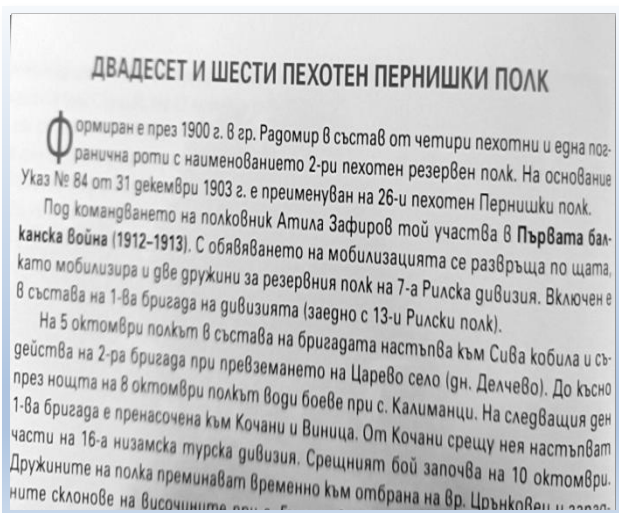 ДВАДЕСЕТ И ШЕСТИ ПЕХОТЕН ПЕРНИШКИ ПОЛК
Формиран е през 1900 г. в гр. Радомир в състав от четири пехотни и една пог-
ранична роти с наименованието 2-ри пехотен резервен полк. На основание
Указ № 84 от 31 декември 1903 г. е преименуван на 26-и пехотен Пернишки полк.
Под командването на полковник Атила Зафиров той участва в Първата бал-
канска война (1912–1913). С обявяването на мобилизацията се развръща по щата,
като мобилизира и две дружини за резервния полк на 7-а Рилска дивизия. Включен е
в състава на 1-ва бригада на дивизията (заедно с 13-и Рилски полк).
На 5 октомври полкът в състава на бригадата настъпва към Сива кобила и съ-
действа на 2-ра бригада при превземането на Царево село (дн. Делчево). До късно
през нощта на 8 октомври полкът води боеве при с. Калиманци. На следващия ден
1-ва бригада е пренасочена към Кочани и Виница. От Кочани срещу нея настъпват
части на 16-а низамска турска дивизия. Срещният бой започва на 10 октомври.
Дружините на полка преминават временно към отбрана на вр. Црънковец и запад-
ните склонове на височините при с.